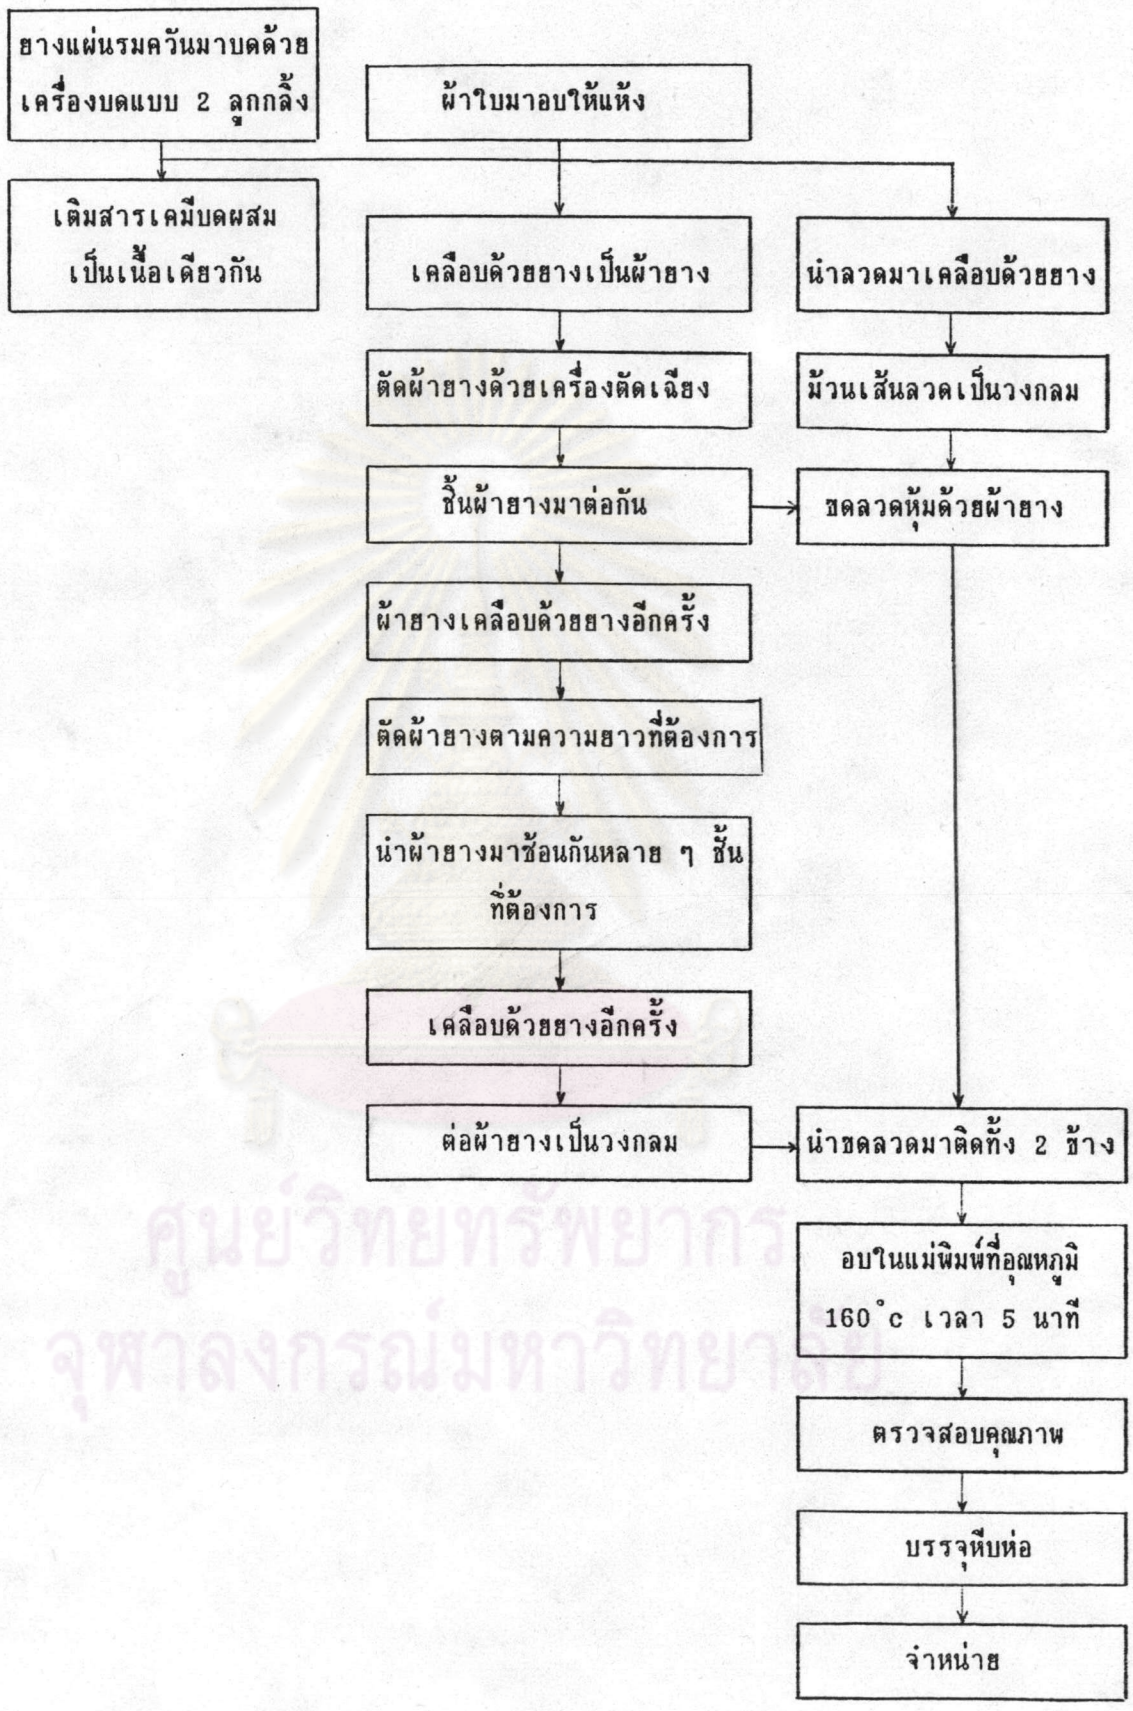 ยางแผ่นรมควันมาบดด้วย
เครื่องบดแบบ 2 ลูกกลิ้ง
ผ้าใบมาอบให้แห้ง
เติมสารเคมีบดผสม
เป็นเนื้อเดียวกัน
เคลือบด้วยยางเป็นผ้ายาง
นำลวดมาเคลือบด้วยยาง
ตัดผ้ายางด้วยเครื่องตัดเฉียง
ม้วนเส้นลวดเป็นวงกลม
ชิ้นผ้ายางมาต่อกัน
ขดลวดหุ้มด้วยผ้ายาง
ผ้ายางเคลือบด้วยยางอีกครั้ง
ตัดผ้ายางตามความยาวที่ต้องการ
นำผ้ายางมาซ้อนกันหลาย ๆ ชั้น
ที่ต้องการ
เคลือบด้วยยางอีกครั้ง
ต่อผ้ายางเป็นวงกลม
นำขดลวดมาติดทั้ง 2 ข้าง
อบในแม่พิมพ์ที่อุณหภูมิ
160°c เวลา 5 นาที
ตรวจสอบคุณภาพ
บรรจุหีบห่อ
จำหน่าย
ศูนย์วิทยทรัพยากร
จุฬาลงกรณ์มหาวิทยาลัย